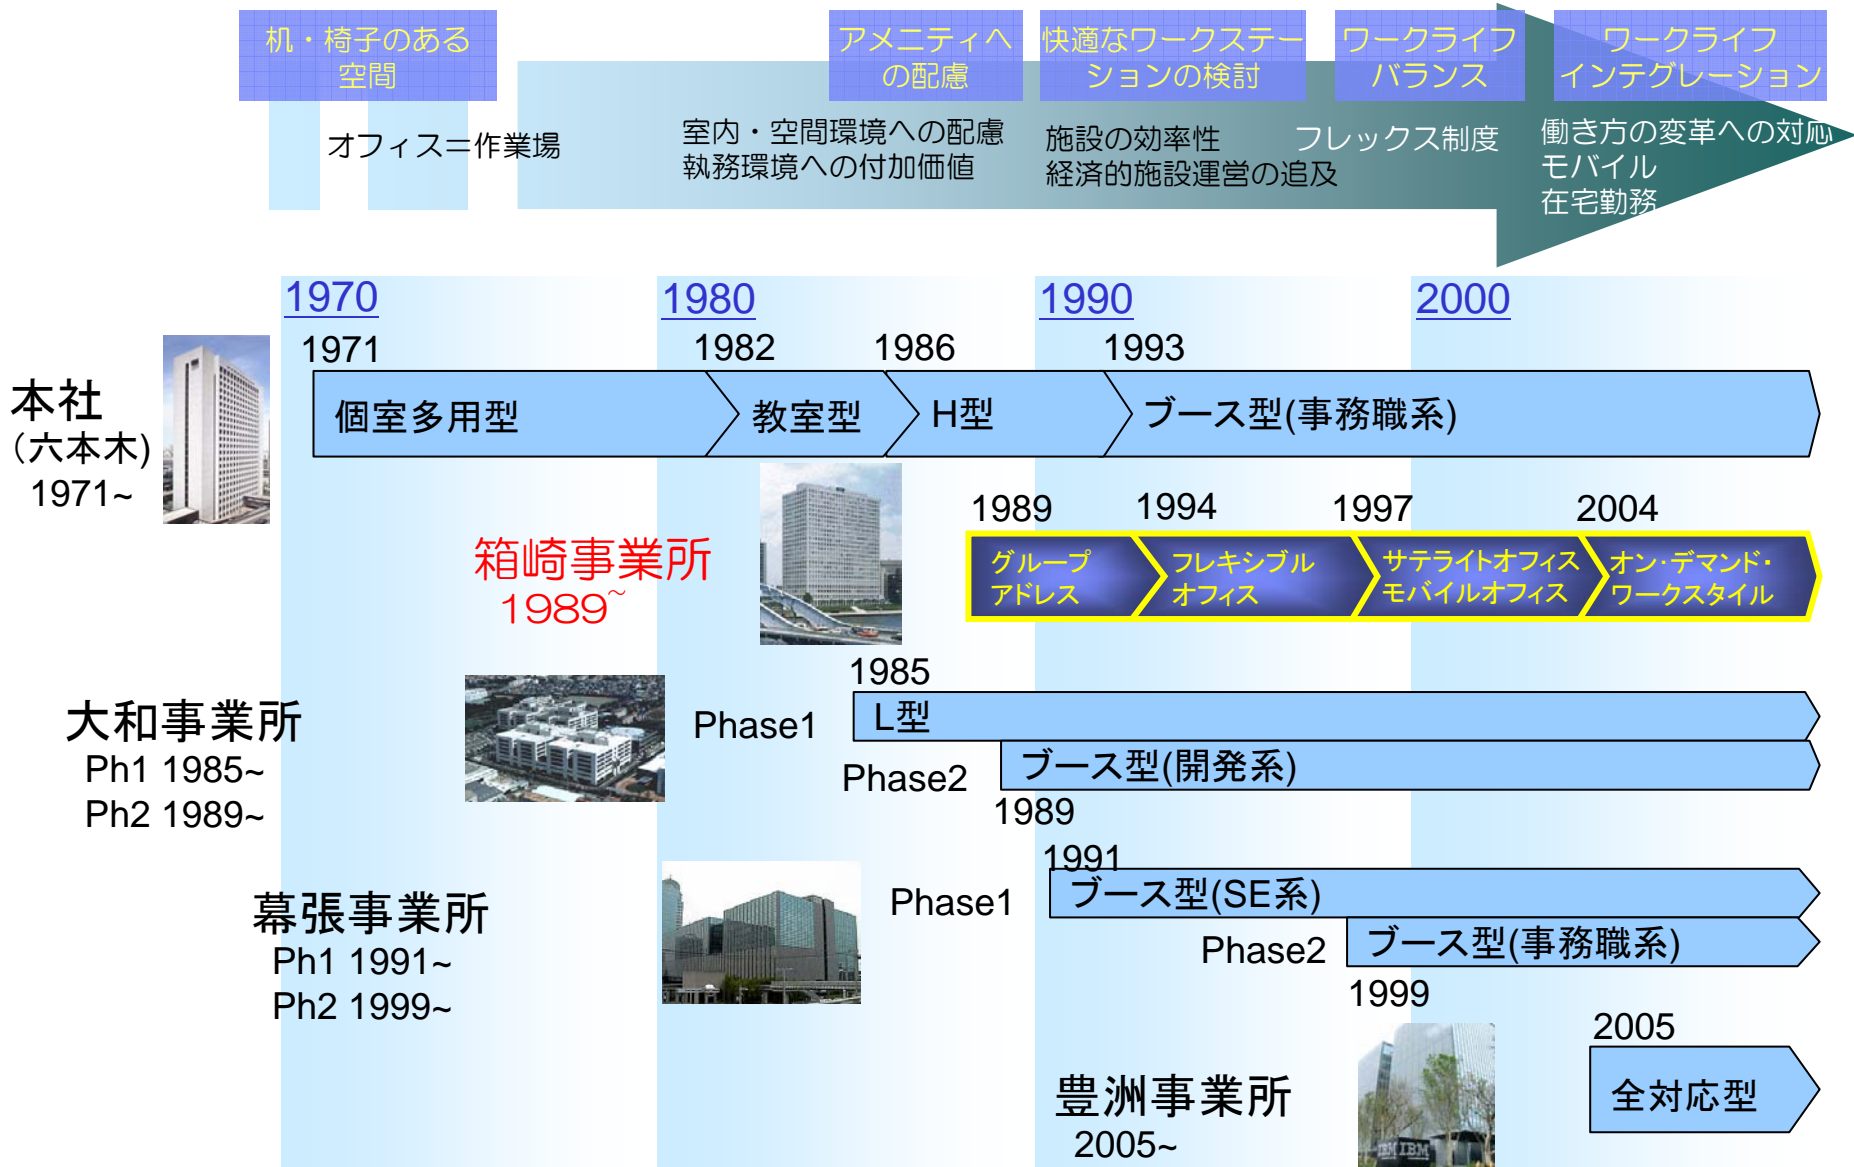 机・椅子のある
空間
アメニティへ
の配慮
快適なワークステー
ションの検討
ワークライフ
バランス
ワークライフ
インテグレーション
オフィス＝作業場
室内・空間環境への配慮
執務環境への付加価値
施設の効率性
経済的施設運営の追及
フレックス制度
働き方の変革への対応
モバイル
在宅勤務
1970
1980
1990
2000
本社
（六本木)
1971~
1971
1982
1986
1993
個室多用型
教室型
H型
ブース型(事務職系)
箱崎事業所
1989~
1989
1994
1997
2004
グループ
アドレス
フレキシブル
オフィス
サテライトオフィス
モバイルオフィス
オン・デマンド・
ワークスタイル
大和事業所
Ph1 1985~
Ph2 1989~
1985
Phase1
L型
Phase2
ブース型(開発系)
1989
幕張事業所
Ph1 1991~
Ph2 1999~
1991
Phase1
ブース型(SE系)
Phase2
ブース型(事務職系)
1999
豊洲事業所
2005~
IBM IBM
2005
全対応型